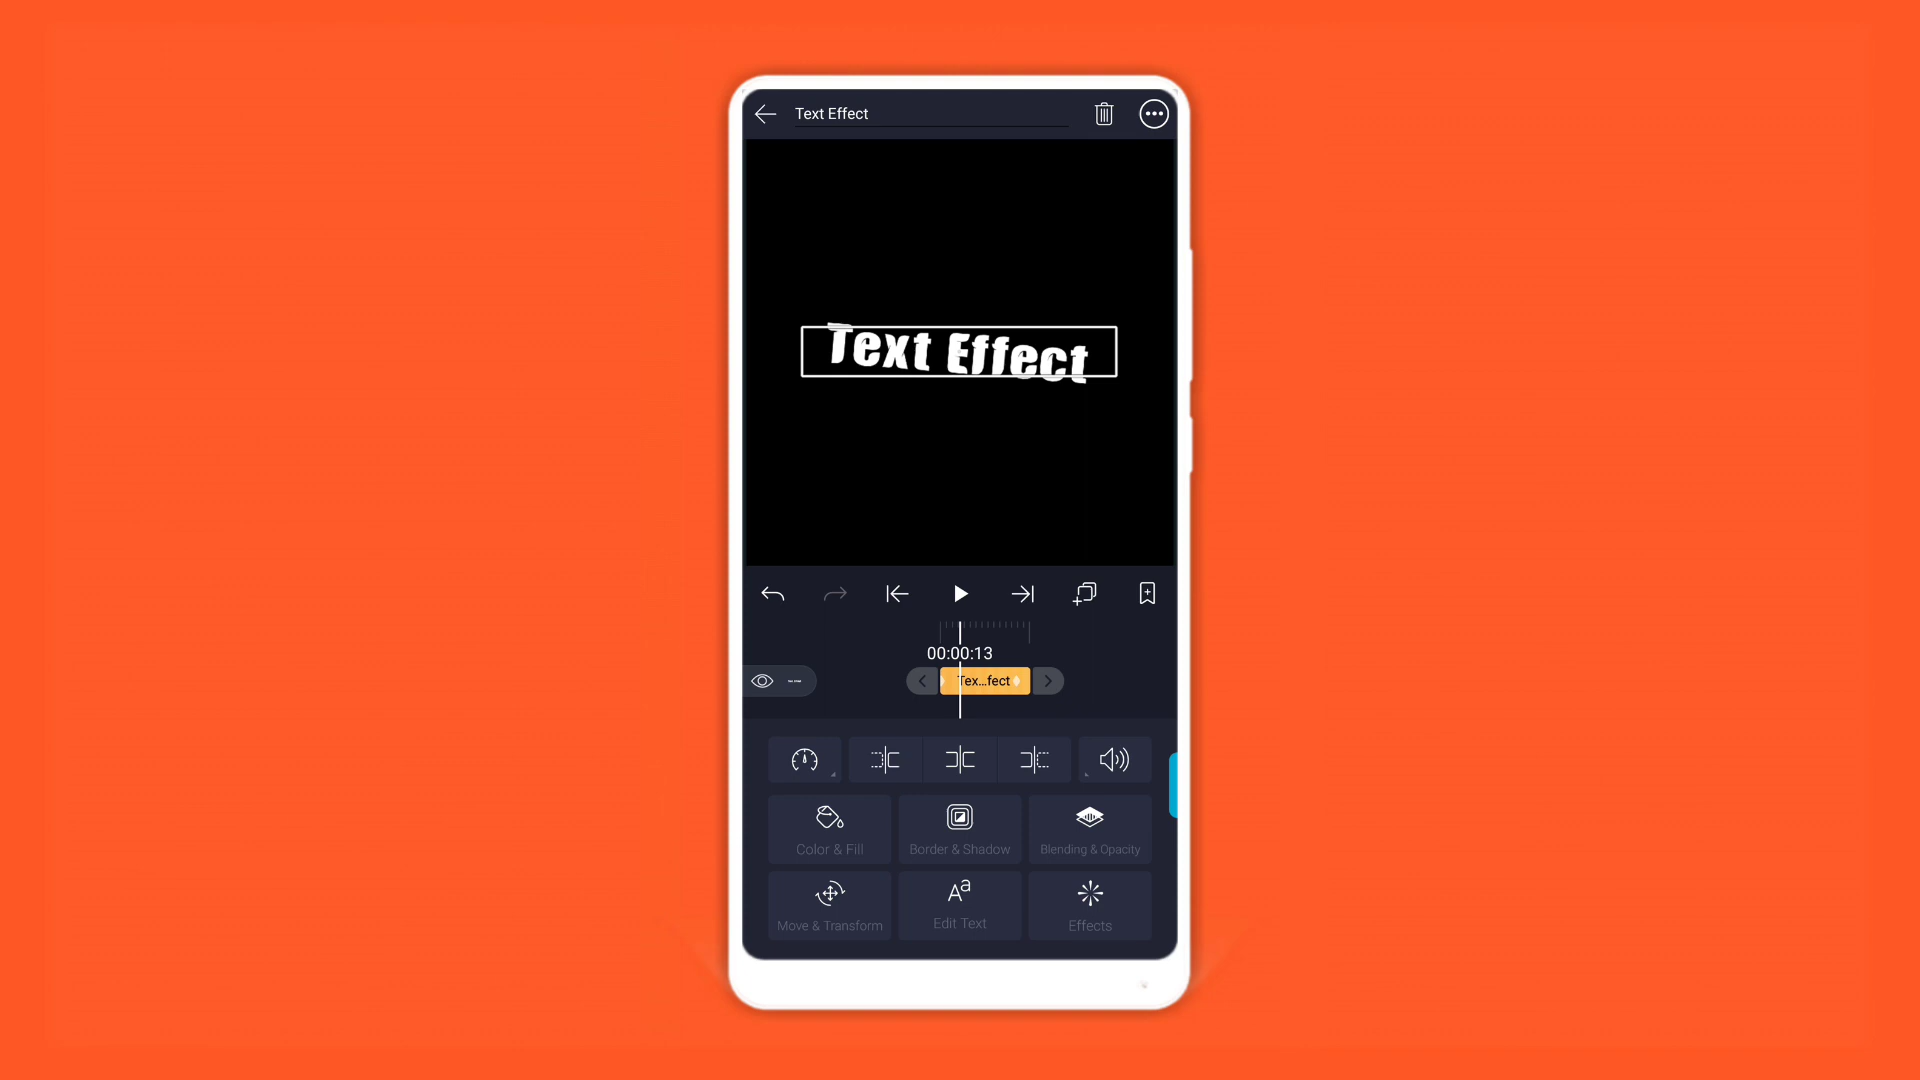 Text Effect
Text Effect
00:00:13
Tex...fect
Color & Fill
Border & Shadow
Blending & Opacity
Move & Transform
Edit Text
Effects